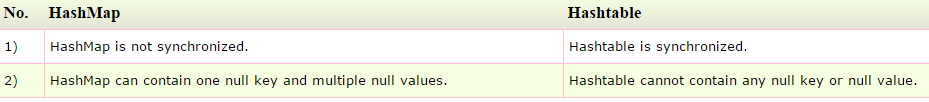 No. HashMap Hashtable
1) HashMap is not synchronized. Hashtable is synchronized.
2) HashMap can contain one null key and multiple null values. Hashtable cannot contain any null key or null value.